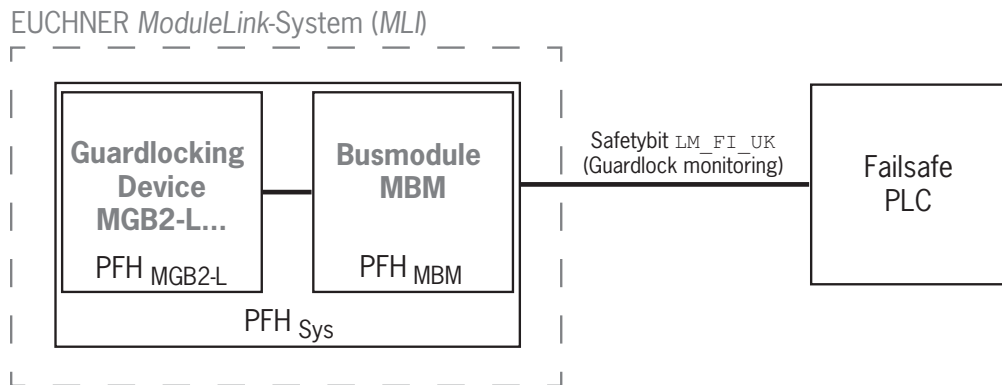 EUCHNER ModuleLink-System (MLI)
Guardlocking
Device
MGB2-L...
PFH MGB2-L
Busmodule
MBM
PFH MBM
PFH Sys
Safetybit LM_FI_UK
(Guardlock monitoring)
Failsafe
PLC